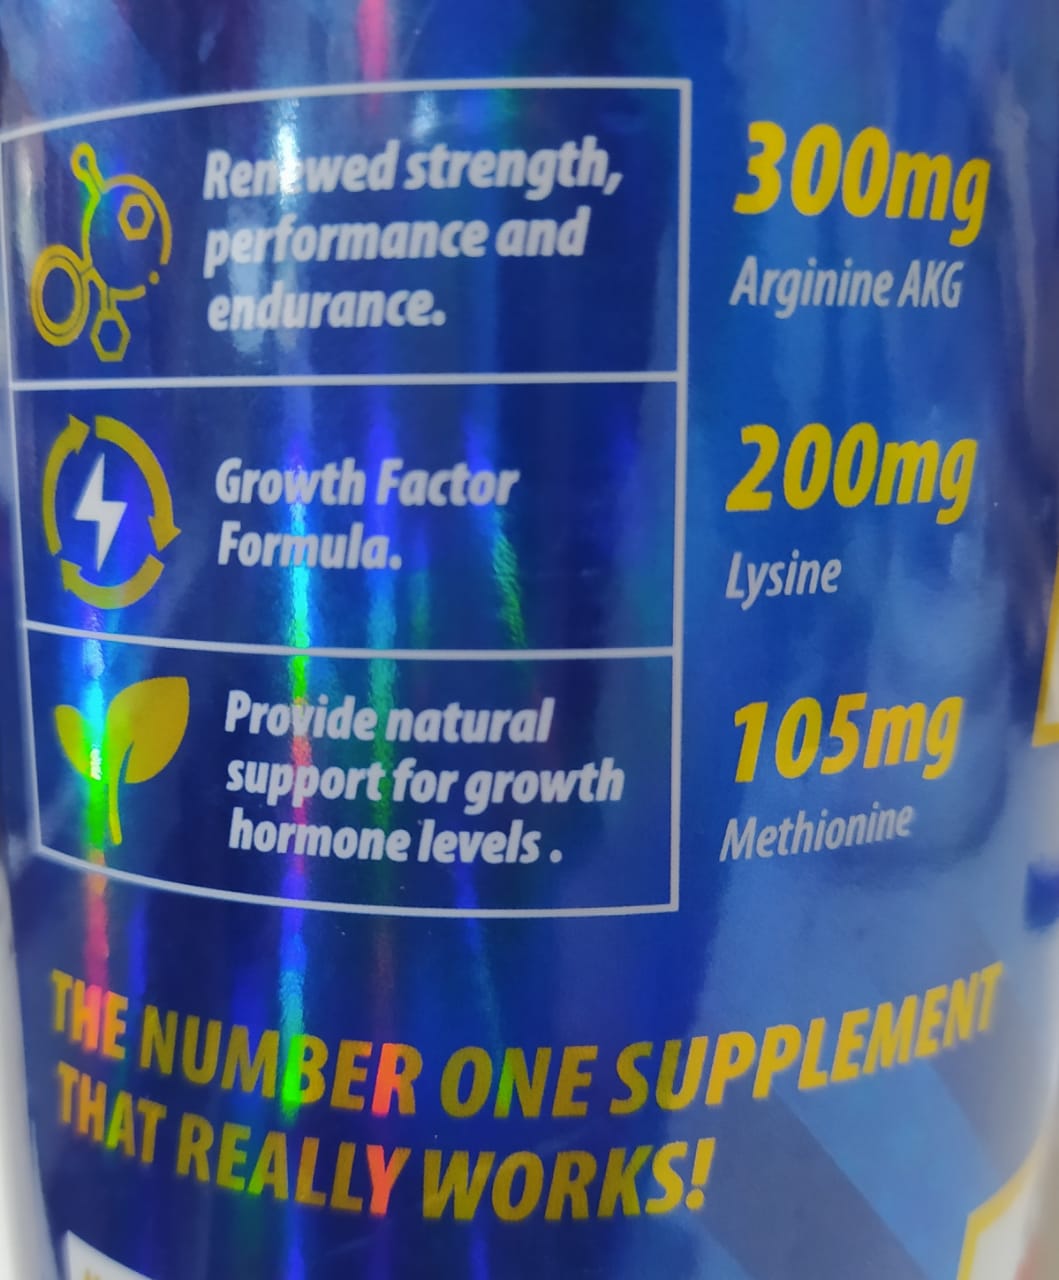 Renewed strength,
performance and
endurance.
300mg
Arginine AKG
Growth Factor
Formula.
200mg
Lysine
Provide natural
support for growth
hormone levels .
105mg
Methionine
THE NUMBER ONE SUPPLEMENT
THAT REALLY WORKS!